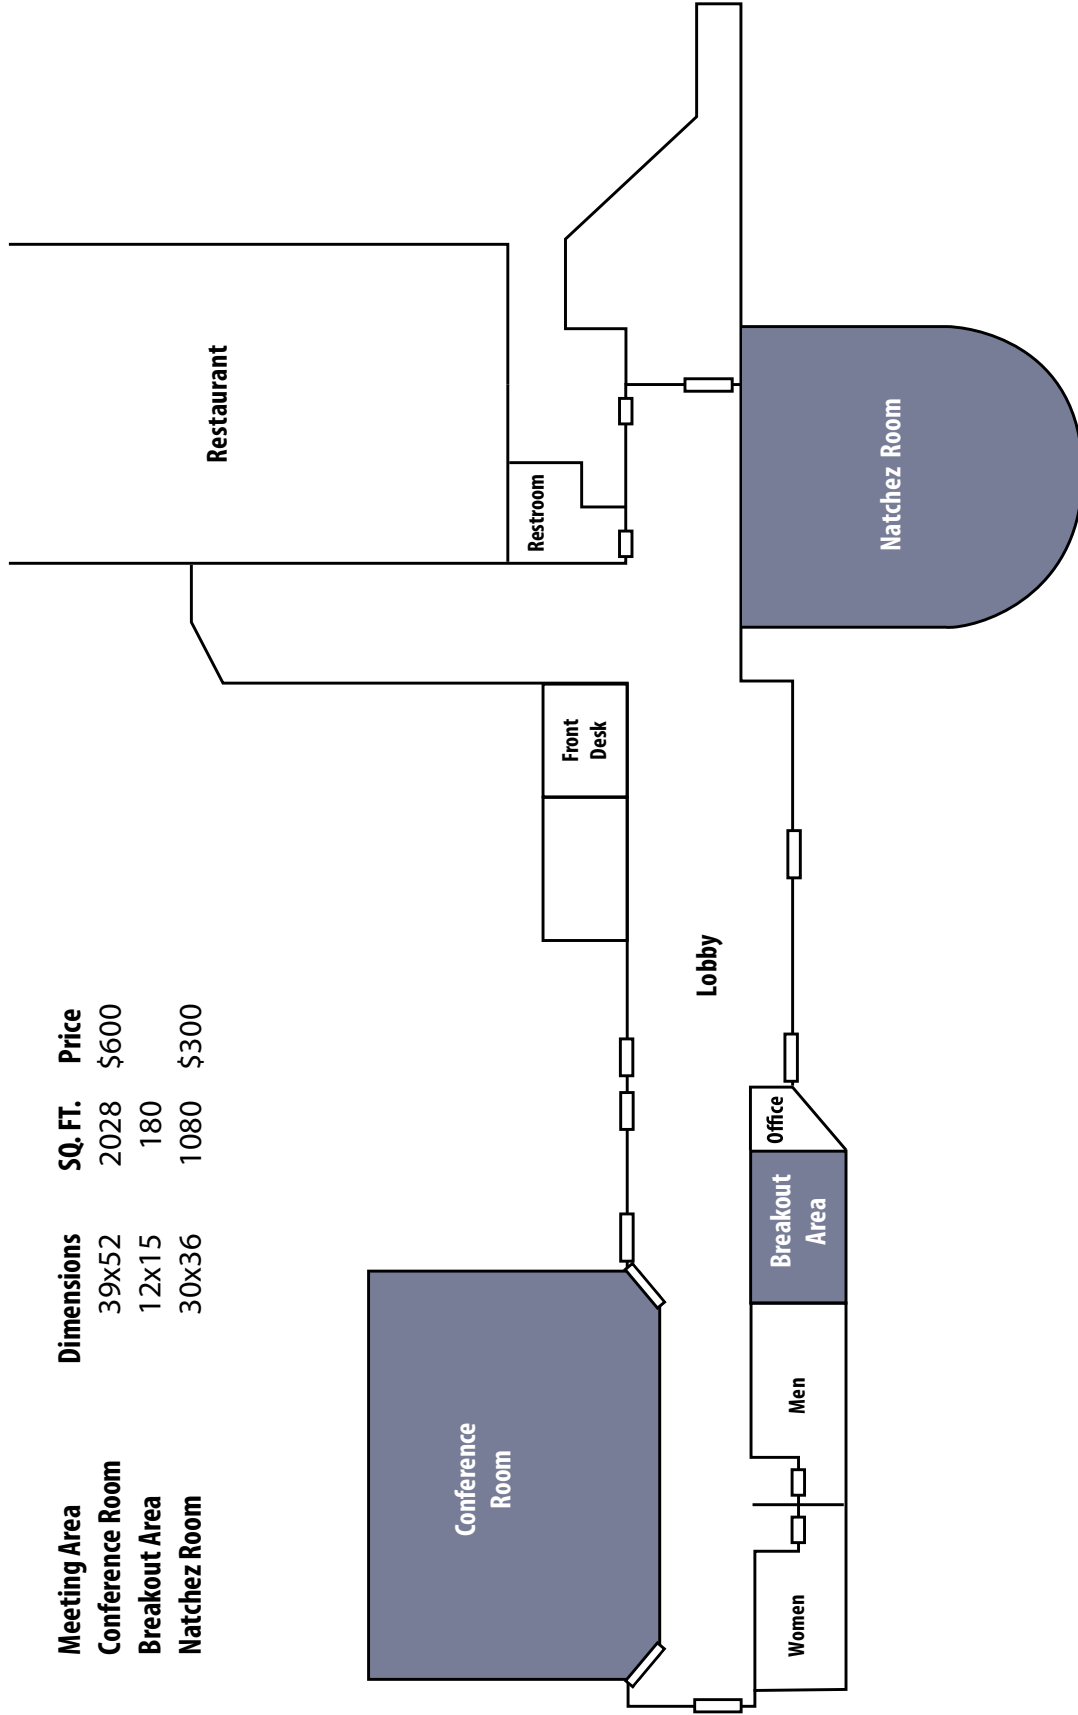 Meeting Area Dimensions SQ. FT. Price
Conference Room 39x52 2028 $600
Breakout Area 12x15 180
Natchez Room 30x36 1080 $300
Restaurant
Conference
Room
Restroom
Front
Desk
Lobby
Women
Men
Breakout
Area
Office
Natchez Room